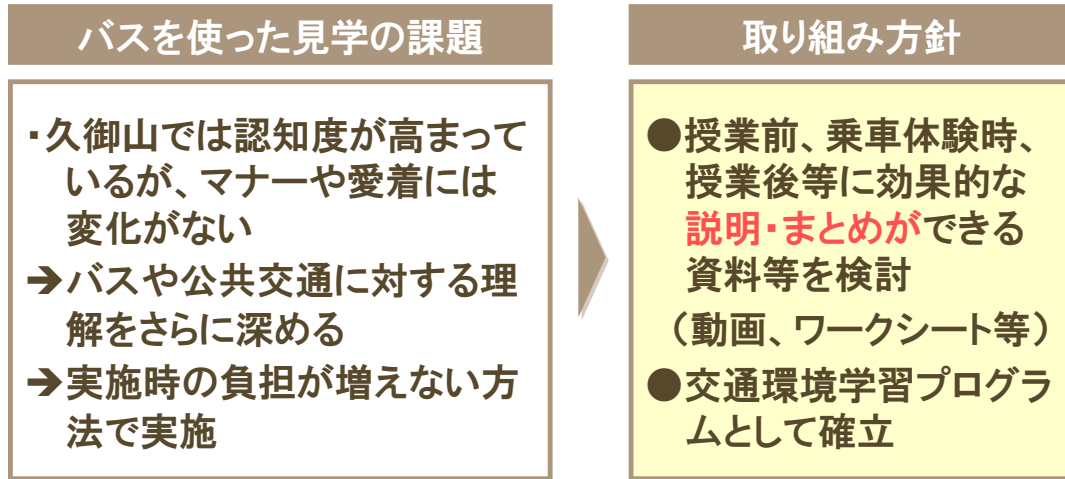 バスを使った見学の課題
・久御山では認知度が高まって
いるが、マナーや愛着には
変化がない
➔バスや公共交通に対する理
解をさらに深める
➔実施時の負担が増えない方
法で実施
取り組み方針
●授業前、乗車体験時、
授業後等に効果的な
説明・まとめができる
資料等を検討
（動画、ワークシート等）
●交通環境学習プログラ
ムとして確立